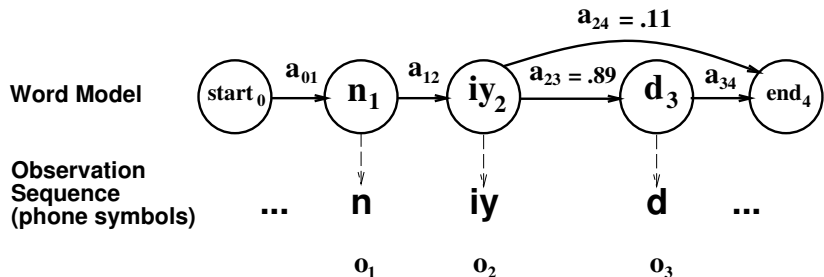 a24 = .11
a01 a12 a23 = .89 a34
Word Model start0 n1 iy2 d3 end4
Observation
Sequence
(phone symbols) ... n iy d ...
o1 o2 o3